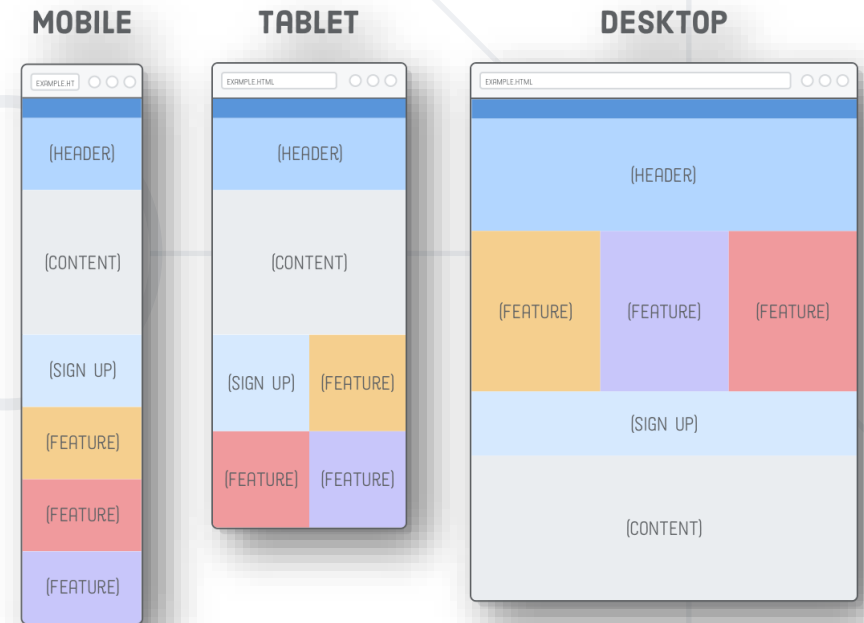 MOBILE
EXAMPLE.HT
(HEADER)
(CONTENT)
(SIGN UP)
(FEATURE)
(FEATURE)
(FEATURE)
TABLET
EXAMPLE.HTML
(HEADER)
(CONTENT)
(SIGN UP)
(FEATURE)
(FEATURE)
(FEATURE)
DESKTOP
EXAMPLE.HTML
(HEADER)
(FEATURE)
(FEATURE)
(FEATURE)
(SIGN UP)
(CONTENT)